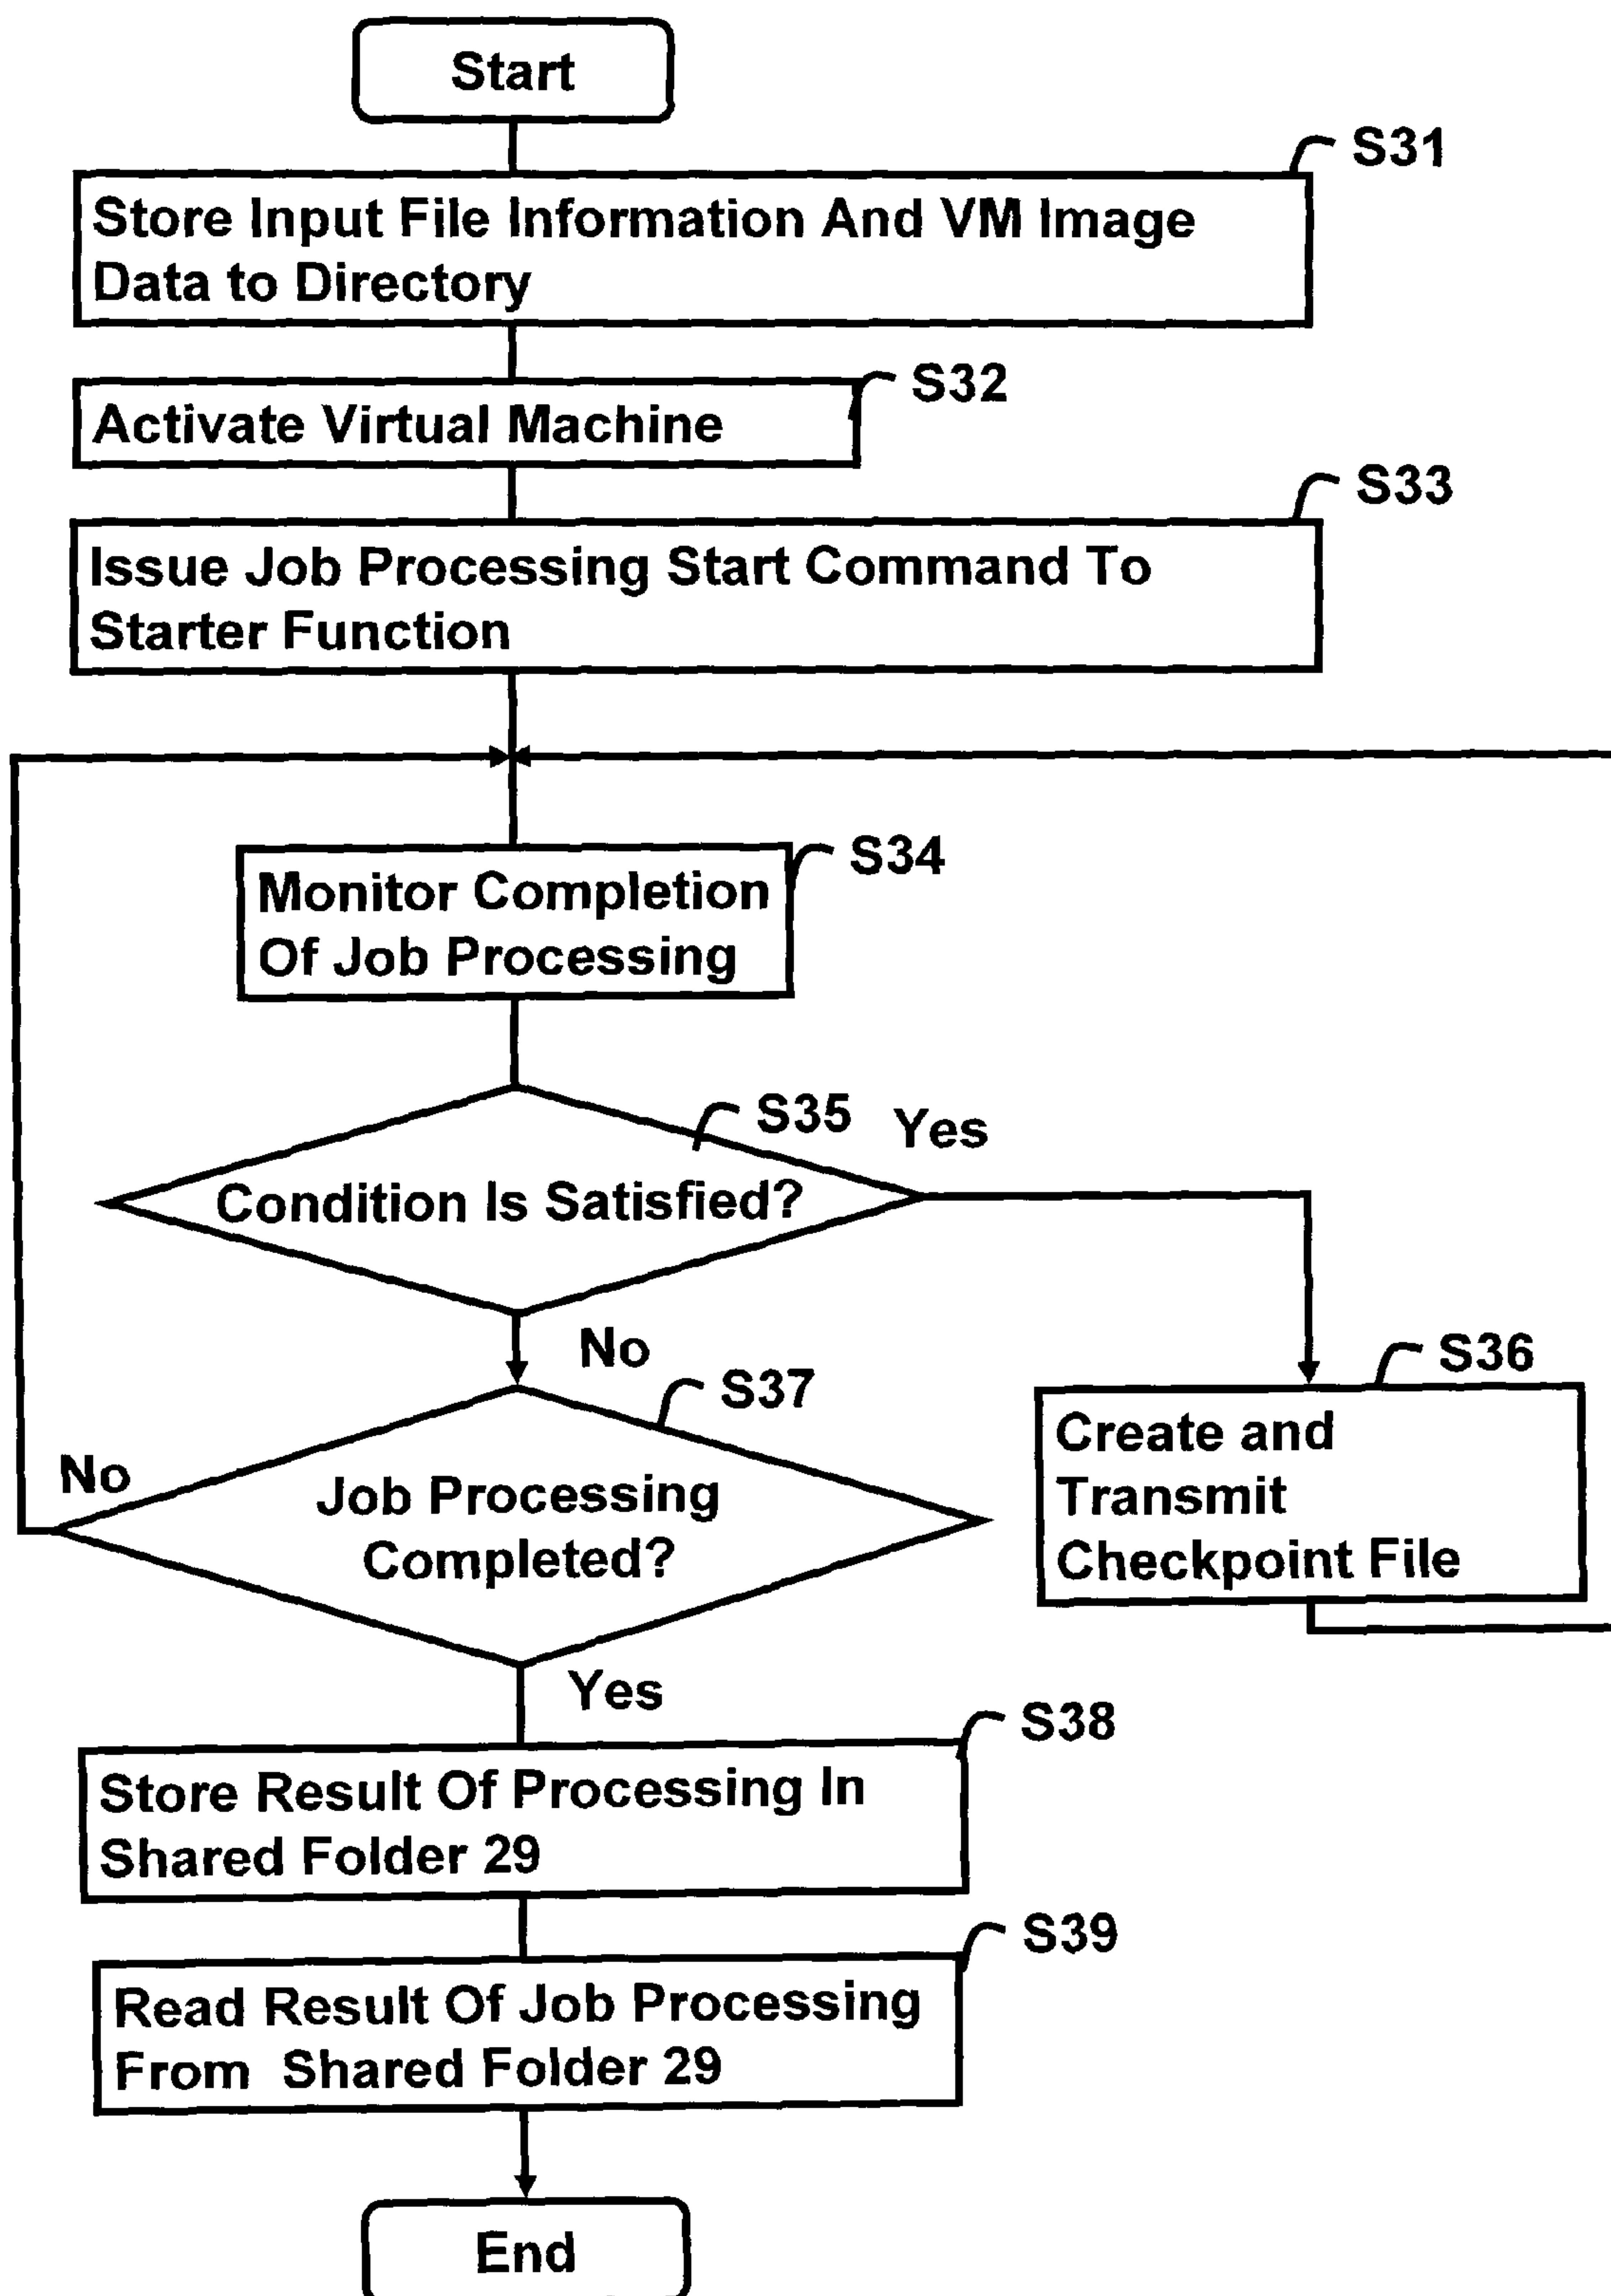 Start
S31
Store Input File Information And VM Image
Data to Directory
S32
Activate Virtual Machine
S33
Issue Job Processing Start Command To
Starter Function
S34
Monitor Completion
Of Job Processing
S35
Yes
Condition Is Satisfied?
No
S36
Create and
Transmit
Checkpoint File
S37
No
Job Processing
Completed?
Yes
S38
Store Result Of Processing In
Shared Folder 29
S39
Read Result Of Job Processing
From Shared Folder 29
End